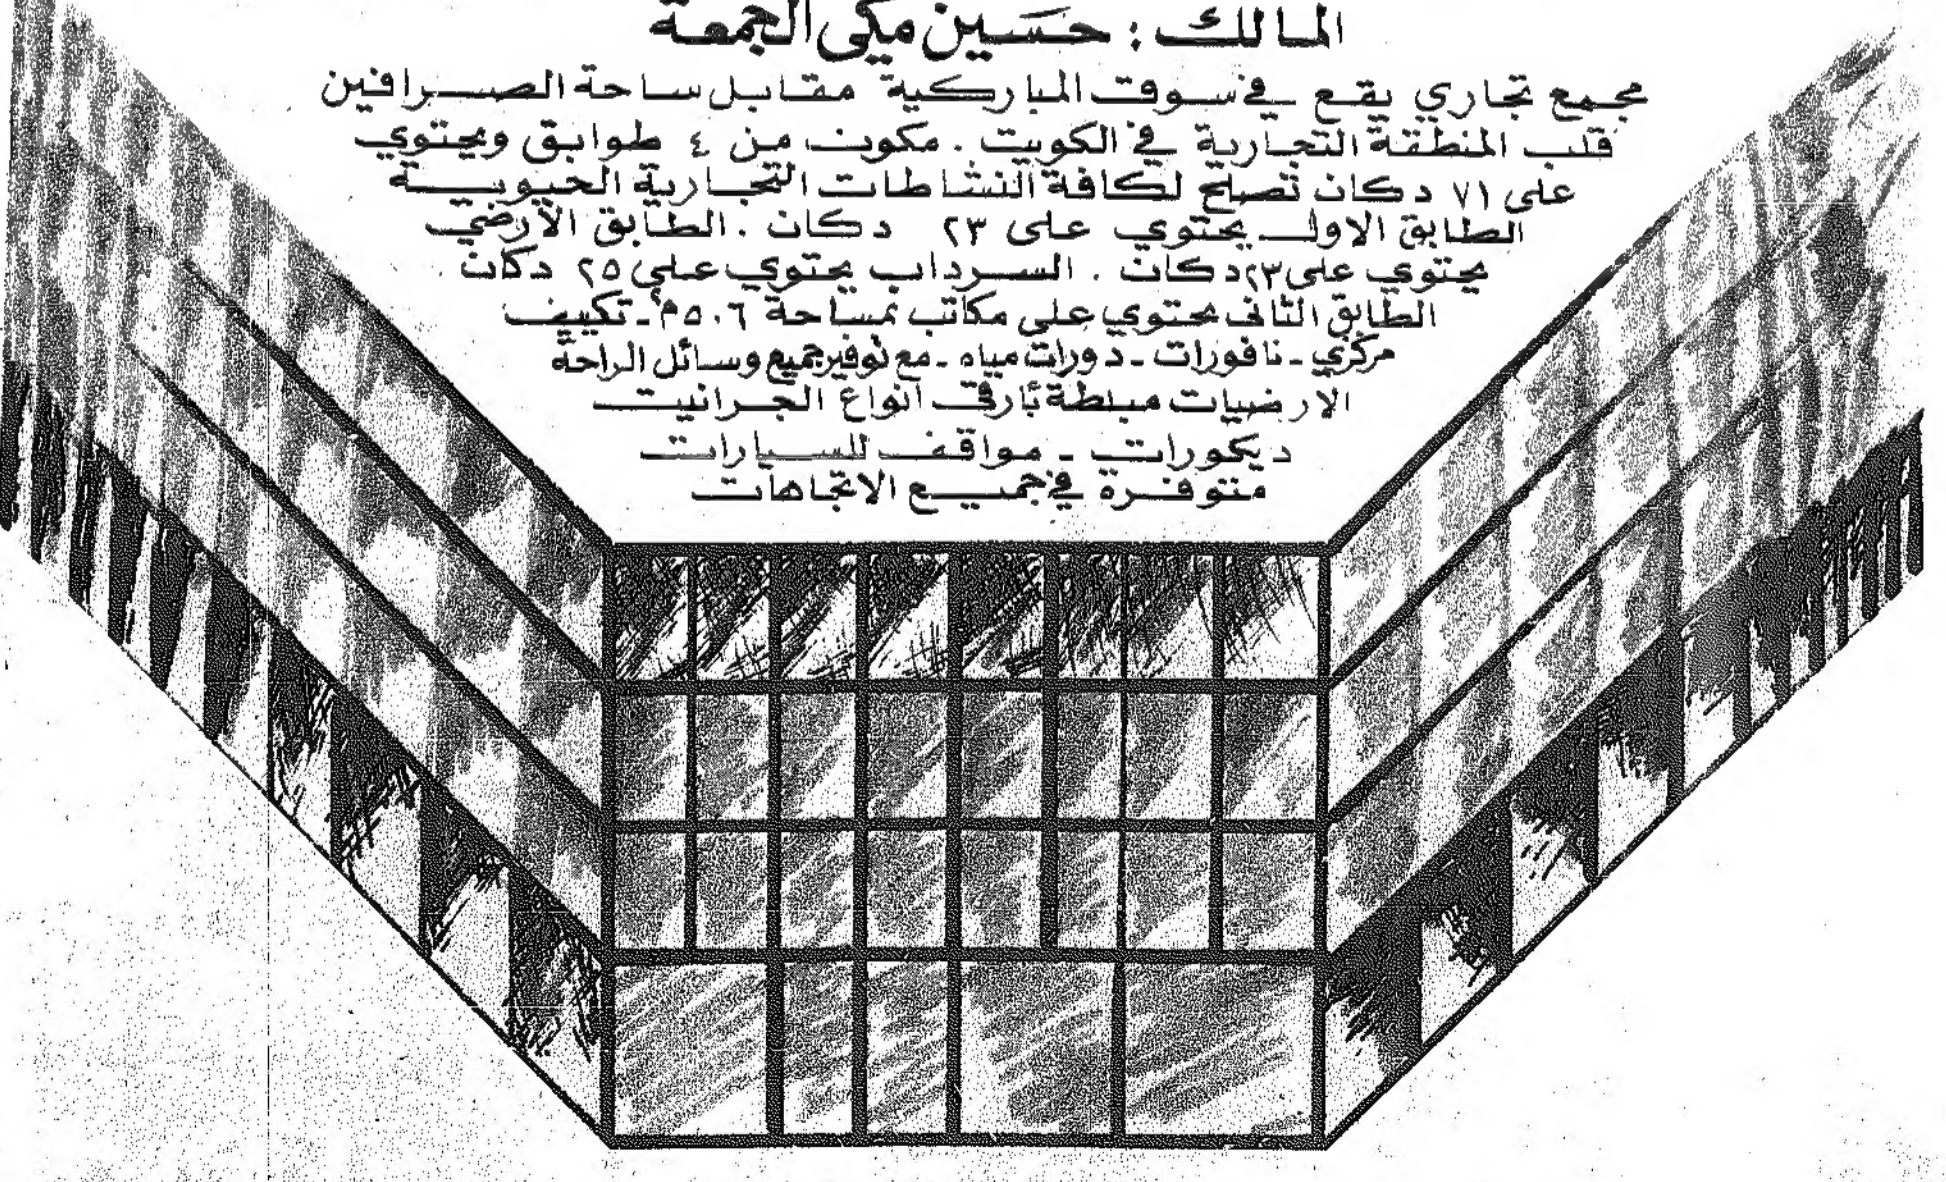 المالك : حسين مكي الجمعة
مجمع تجاري يقع في سوق المباركية مقابل ساحة الصرافين
قلب المنطقة التجارية في الكويت . مكون من ٤ طوابق ويحتوي
على ٧١ دكان تصلح لكافة النشاطات التجارية الحيوية
الطابق الاول يحتوي على ٢٣ دكان . الطابق الأرضي
يحتوي على ٢٣ دكان . السرداب يحتوي على ٢٥ دكان
الطابق الثاني يحتوي على مكاتب بمساحة ٥٠٦ م٢ - تكييف
مركزي - نافورات - دورات مياه - مع توفير جميع وسائل الراحة
الارضيات مبلطة بأرقى أنواع الجرانيت
ديكورات - مواقف للسيارات
متوفرة في جميع الاتجاهات